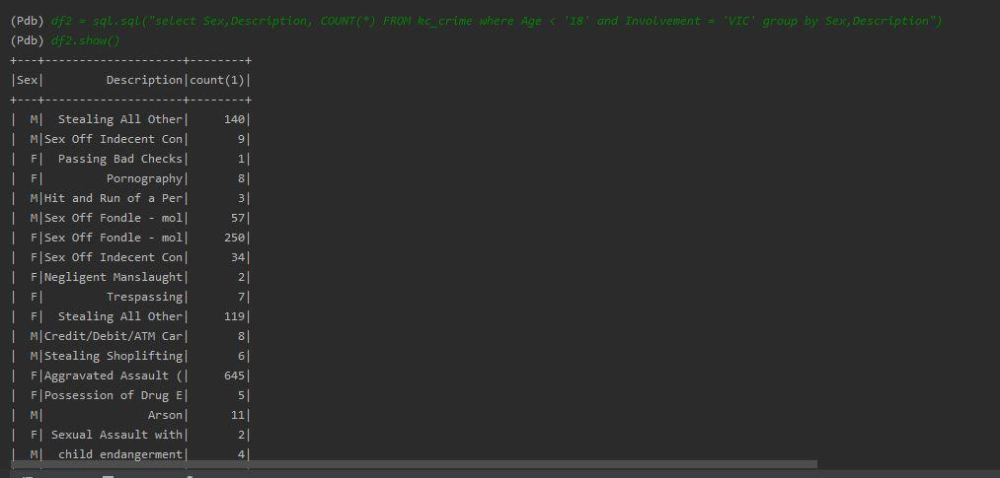 (Pdb) df2 = sql.sql("select Sex,Description, COUNT(*) FROM kc_crime where Age < '18' and Involvement = 'VIC' group by Sex,Description")
(Pdb) df2.show()
+---+--------------------+--------+
|Sex|         Description|count(1)|
+---+--------------------+--------+
|  M|  Stealing All Other|     140|
|  M|Sex Off Indecent Con|       9|
|  F|  Passing Bad Checks|       1|
|  F|         Pornography|       8|
|  M|Hit and Run of a Per|       3|
|  M|Sex Off Fondle - mol|      57|
|  F|Sex Off Fondle - mol|     250|
|  F|Sex Off Indecent Con|      34|
|  F|Negligent Manslaught|       2|
|  F|         Trespassing|       7|
|  F|  Stealing All Other|     119|
|  M|Credit/Debit/ATM Car|       8|
|  M|Stealing Shoplifting|       6|
|  F|Aggravated Assault (|     645|
|  F|Possession of Drug E|       5|
|  M|               Arson|      11|
|  F| Sexual Assault with|       2|
|  M|  child endangerment|       4|